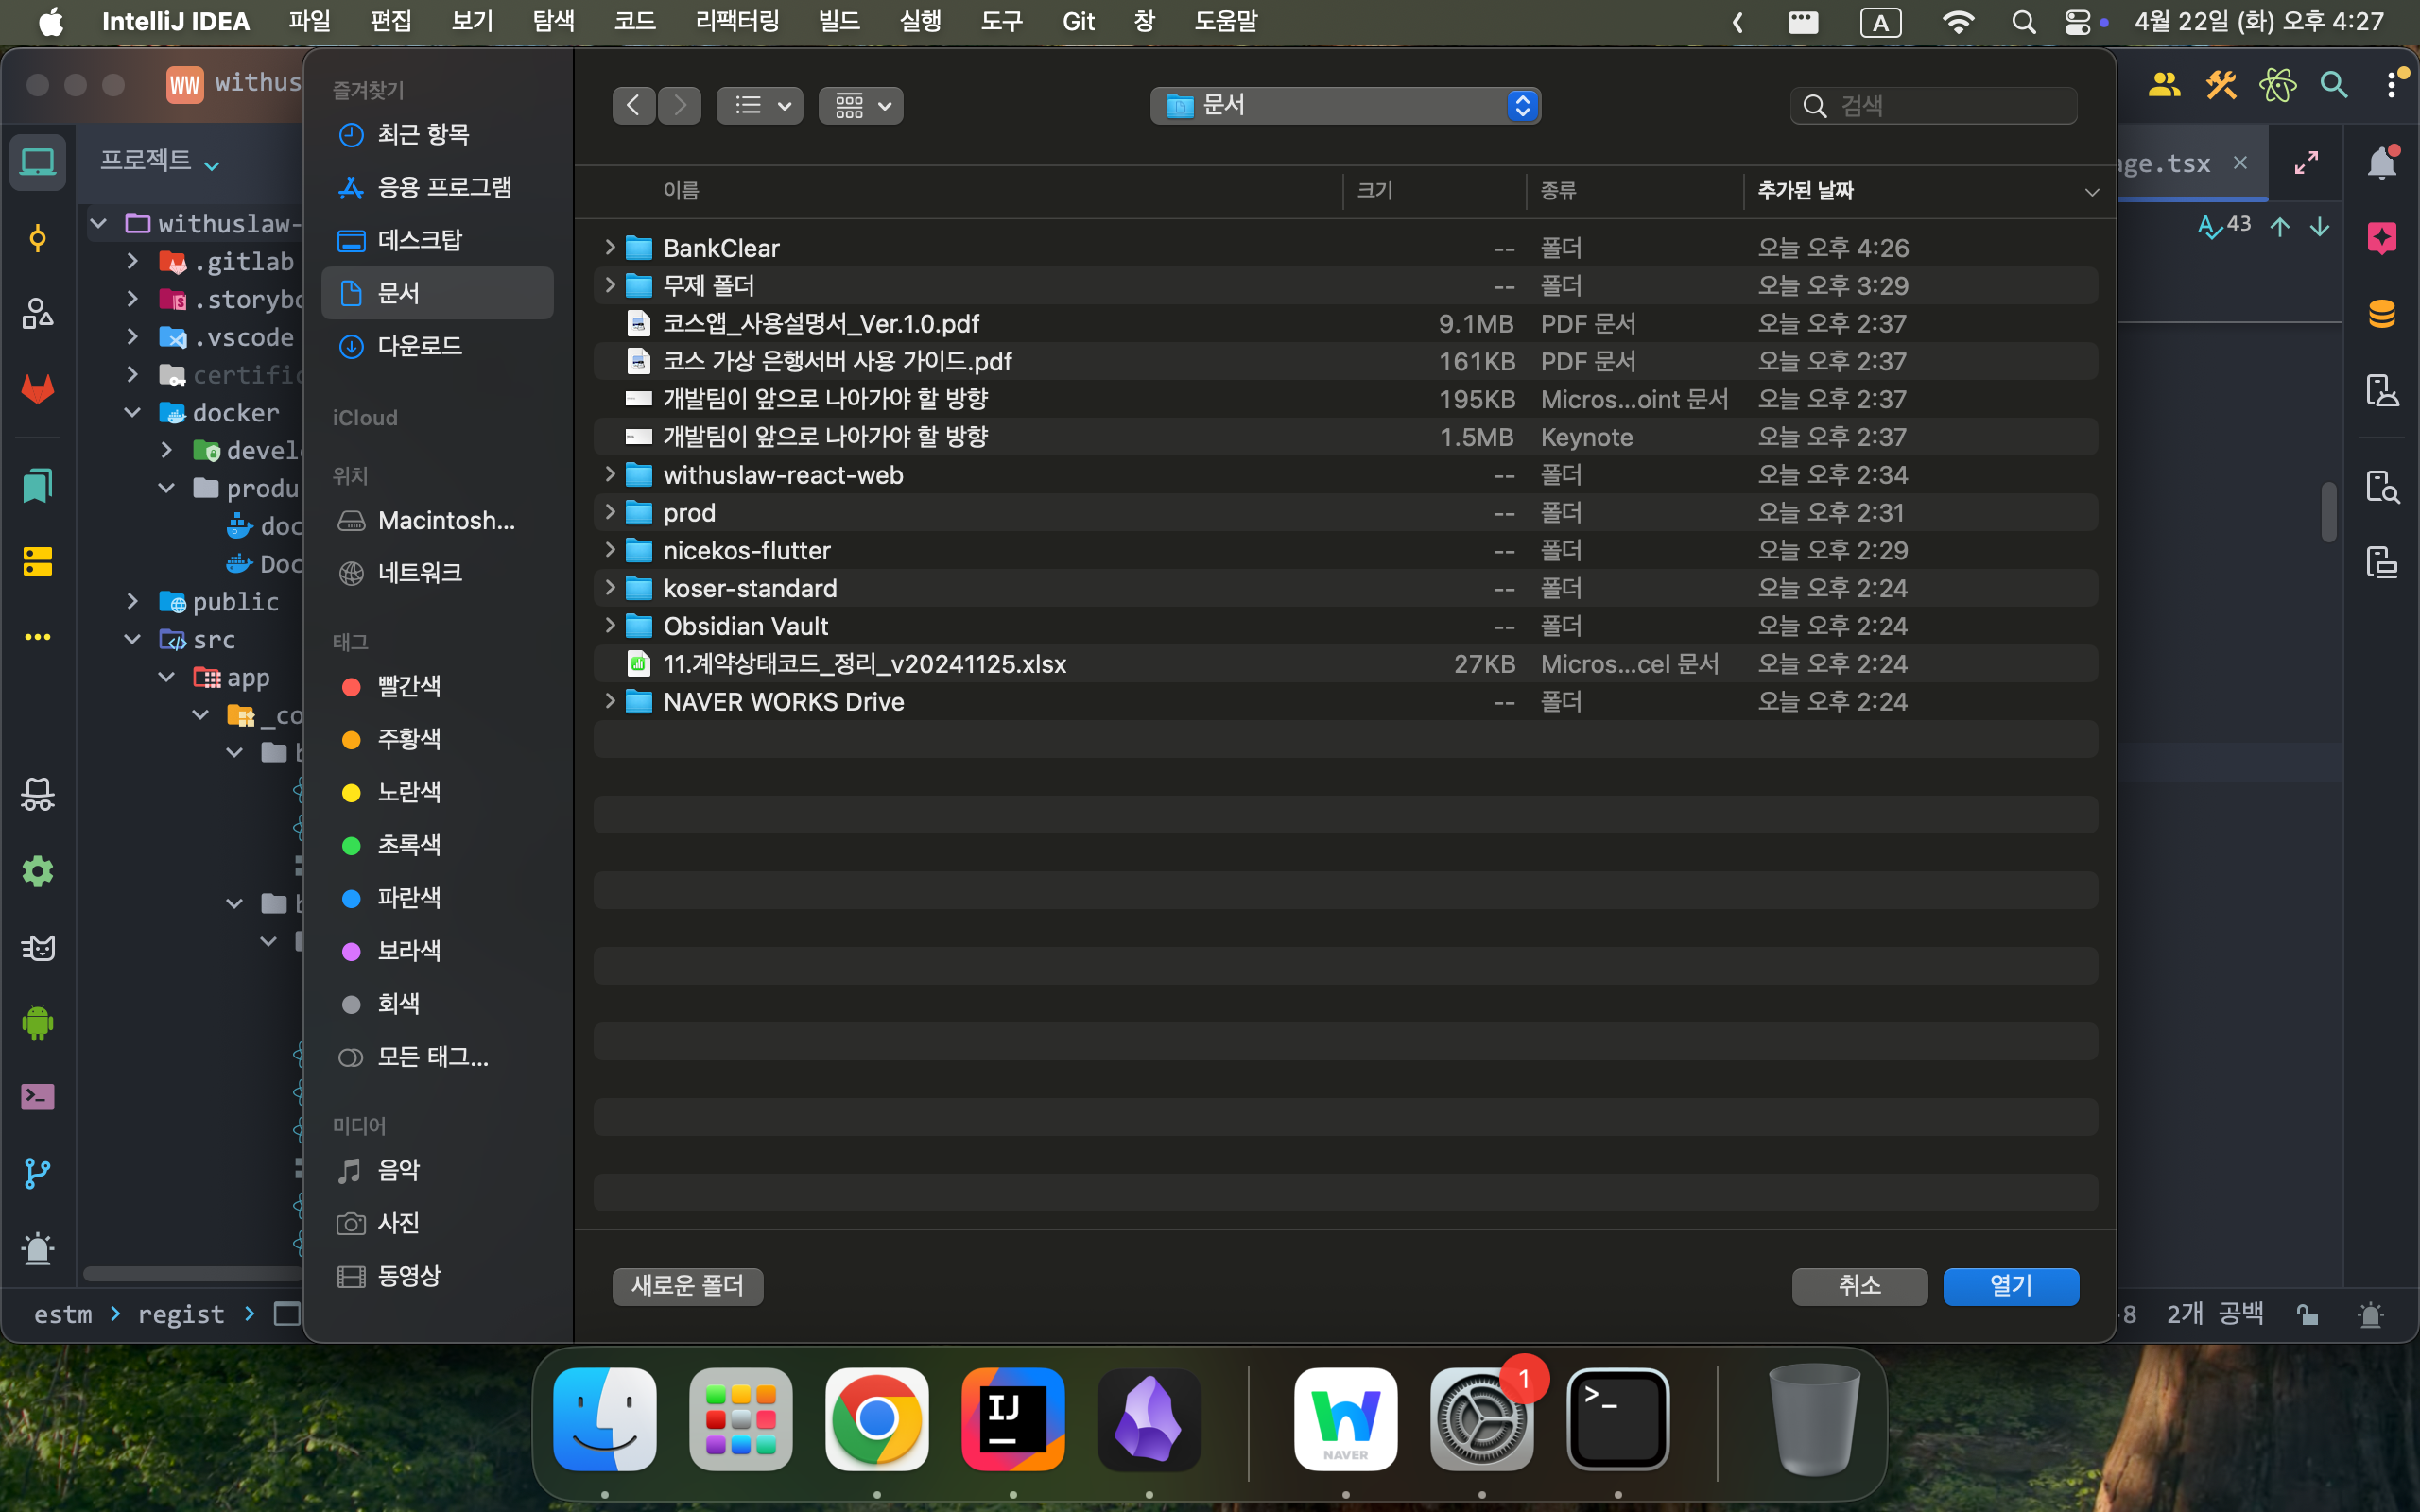 IntelliJ IDEA 파일 편집 보기 탐색 코드 리팩터링 빌드 실행 도구 Git 창 도움말 A 4월 22일 (화) 오후 4:27
WW withus
프로젝트
withuslaw-
.gitlab
.storybo
.vscode
certific
docker
devel
produ
doc
Doc
public
src
app
_co
즐겨찾기
최근 항목
응용 프로그램
데스크탑
문서
다운로드
iCloud
위치
Macintosh...
네트워크
태그
빨간색
주황색
노란색
초록색
파란색
보라색
회색
모든 태그...
미디어
음악
사진
동영상
문서
검색
이름 크기 종류 추가된 날짜
BankClear -- 폴더 오늘 오후 4:26
무제 폴더 -- 폴더 오늘 오후 3:29
코스앱_사용설명서_Ver.1.0.pdf 9.1MB PDF 문서 오늘 오후 2:37
코스 가상 은행서버 사용 가이드.pdf 161KB PDF 문서 오늘 오후 2:37
개발팀이 앞으로 나아가야 할 방향 195KB Micros...oint 문서 오늘 오후 2:37
개발팀이 앞으로 나아가야 할 방향 1.5MB Keynote 오늘 오후 2:37
withuslaw-react-web -- 폴더 오늘 오후 2:34
prod -- 폴더 오늘 오후 2:31
nicekos-flutter -- 폴더 오늘 오후 2:29
koser-standard -- 폴더 오늘 오후 2:24
Obsidian Vault -- 폴더 오늘 오후 2:24
11.계약상태코드_정리_v20241125.xlsx 27KB Micros...cel 문서 오늘 오후 2:24
NAVER WORKS Drive -- 폴더 오늘 오후 2:24
새로운 폴더 취소 열기
age.tsx
43
estm > regist >
-8 2개 공백
IJ
NAVER
1